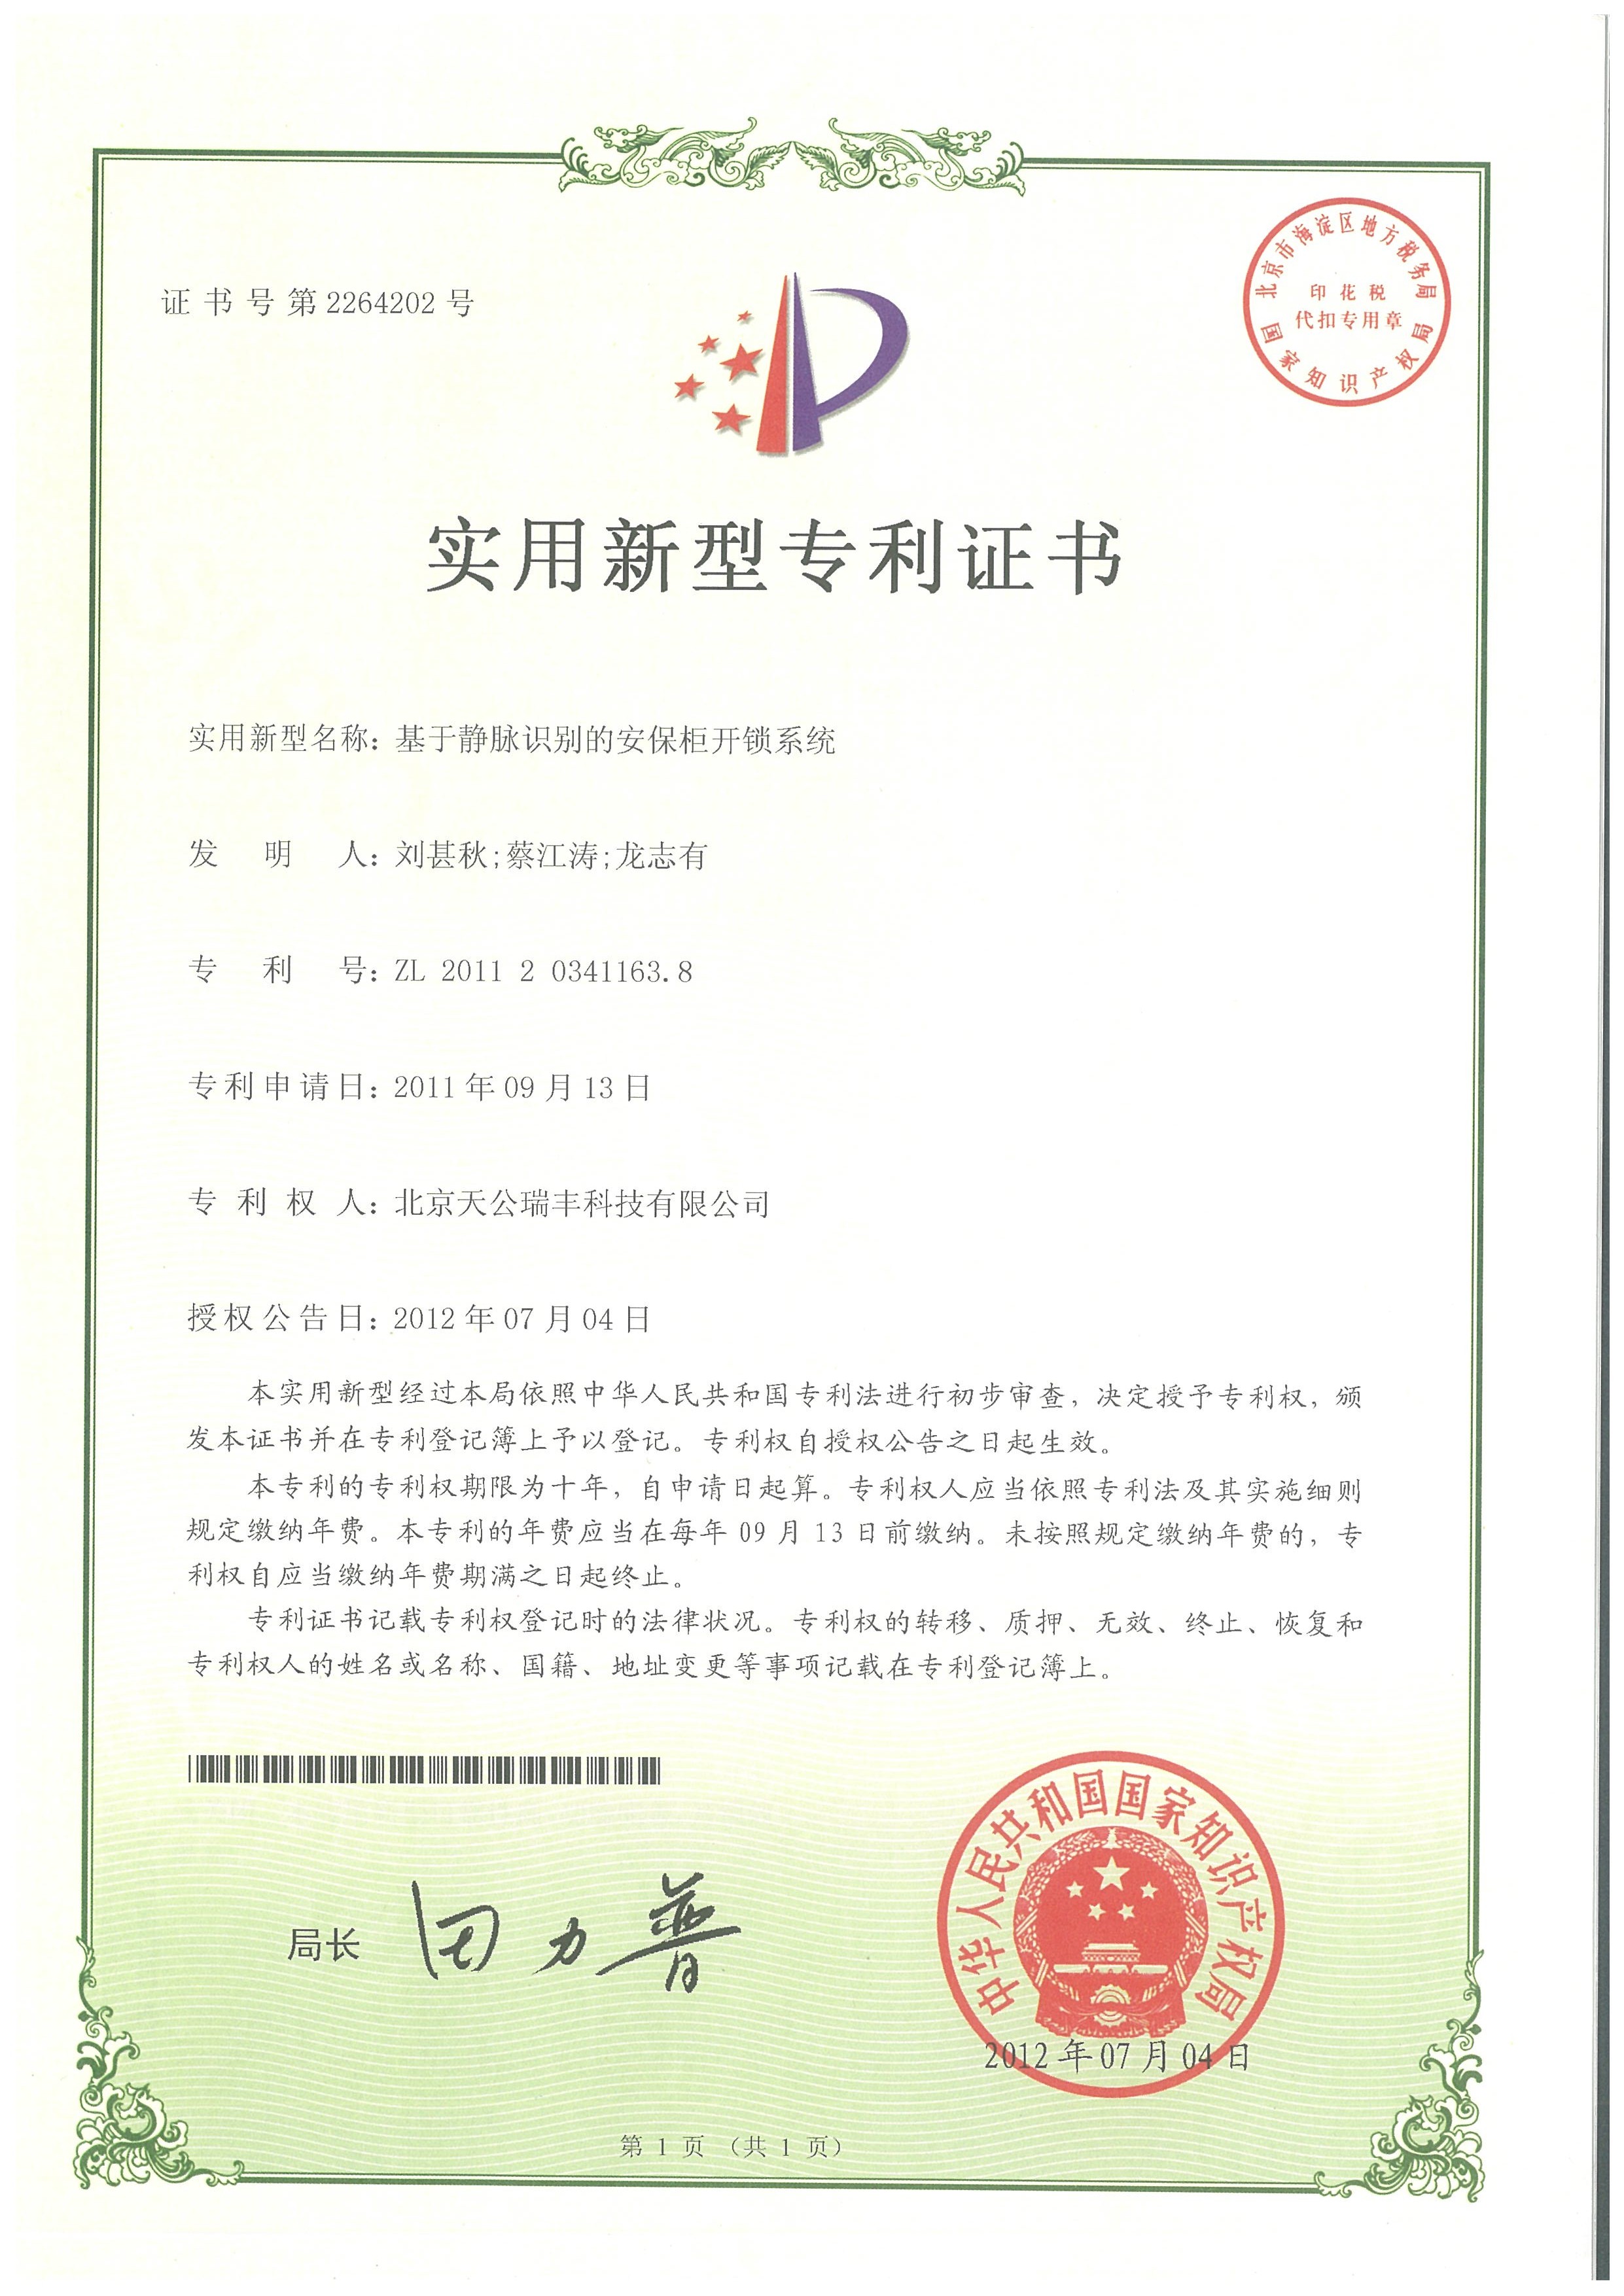 证书号第2264202号
北京市海淀区地方税务局
印花税
代扣专用章
国家知识产权局
实用新型专利证书
实用新型名称：基于静脉识别的安保柜开锁系统
发明人：刘甚秋;蔡江涛;龙志有
专利号：ZL 2011 2 0341163.8
专利申请日：2011年09月13日
专利权人：北京天公瑞丰科技有限公司
授权公告日：2012年07月04日
本实用新型经过本局依照中华人民共和国专利法进行初步审查，决定授予专利权，颁
发本证书并在专利登记簿上予以登记。专利权自授权公告之日起生效。
本专利的专利权期限为十年，自申请日起算。专利权人应当依照专利法及其实施细则
规定缴纳年费。本专利的年费应当在每年09月13日前缴纳。未按照规定缴纳年费的，专
利权自应当缴纳年费期满之日起终止。
专利证书记载专利权登记时的法律状况。专利权的转移、质押、无效、终止、恢复和
专利权人的姓名或名称、国籍、地址变更等事项记载在专利登记簿上。
中华人民共和国国家知识产权局
局长 田力普
2012年07月04日
第1页（共1页）